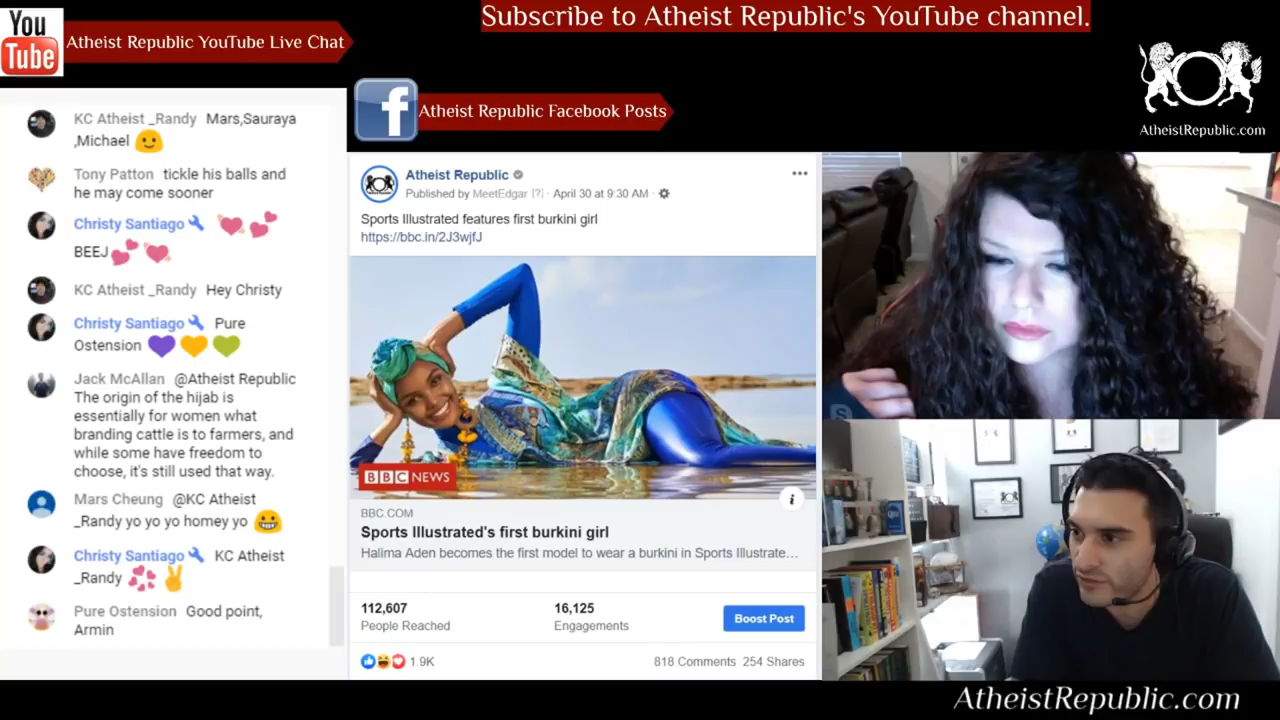 Subscribe to Atheist Republic's YouTube channel.
You
Tube
Atheist Republic YouTube Live Chat
AtheistRepublic.com
Atheist Republic Facebook Posts
KC Atheist _Randy Mars,Sauraya
,Michael
Tony Patton tickle his balls and
he may come sooner
Christy Santiago
BEEJ
KC Atheist _Randy Hey Christy
Christy Santiago Pure
Ostension
Jack McAllan @Atheist Republic
The origin of the hijab is
essentially for women what
branding cattle is to farmers, and
while some have freedom to
choose, it's still used that way.
Mars Cheung @KC Atheist
_Randy yo yo yo homey yo
Christy Santiago KC Atheist
_Randy
Pure Ostension Good point,
Armin
f
Atheist Republic
Published by MeetEdgar [?] · April 30 at 9:30 AM ·
Sports Illustrated features first burkini girl
https://bbc.in/2J3wjfJ
BBC NEWS
i
BBC.COM
Sports Illustrated's first burkini girl
Halima Aden becomes the first model to wear a burkini in Sports Illustrate...
112,607
People Reached
16,125
Engagements
Boost Post
1.9K
818 Comments 254 Shares
S
AtheistRepublic.com